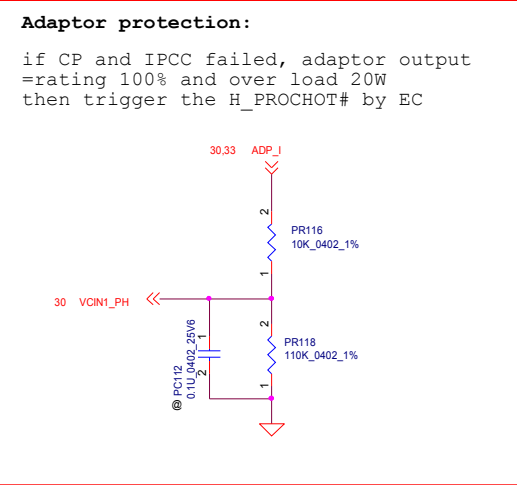 Adaptor protection:
if CP and IPCC failed, adaptor output
=rating 100% and over load 20W
then trigger the H_PROCHOT# by EC
30,33 ADP_I
2
PR116
10K_0402_1%
1
30 VCIN1_PH
1
2
@ PC112
0.1U_0402_25V6
2
PR118
110K_0402_1%
1